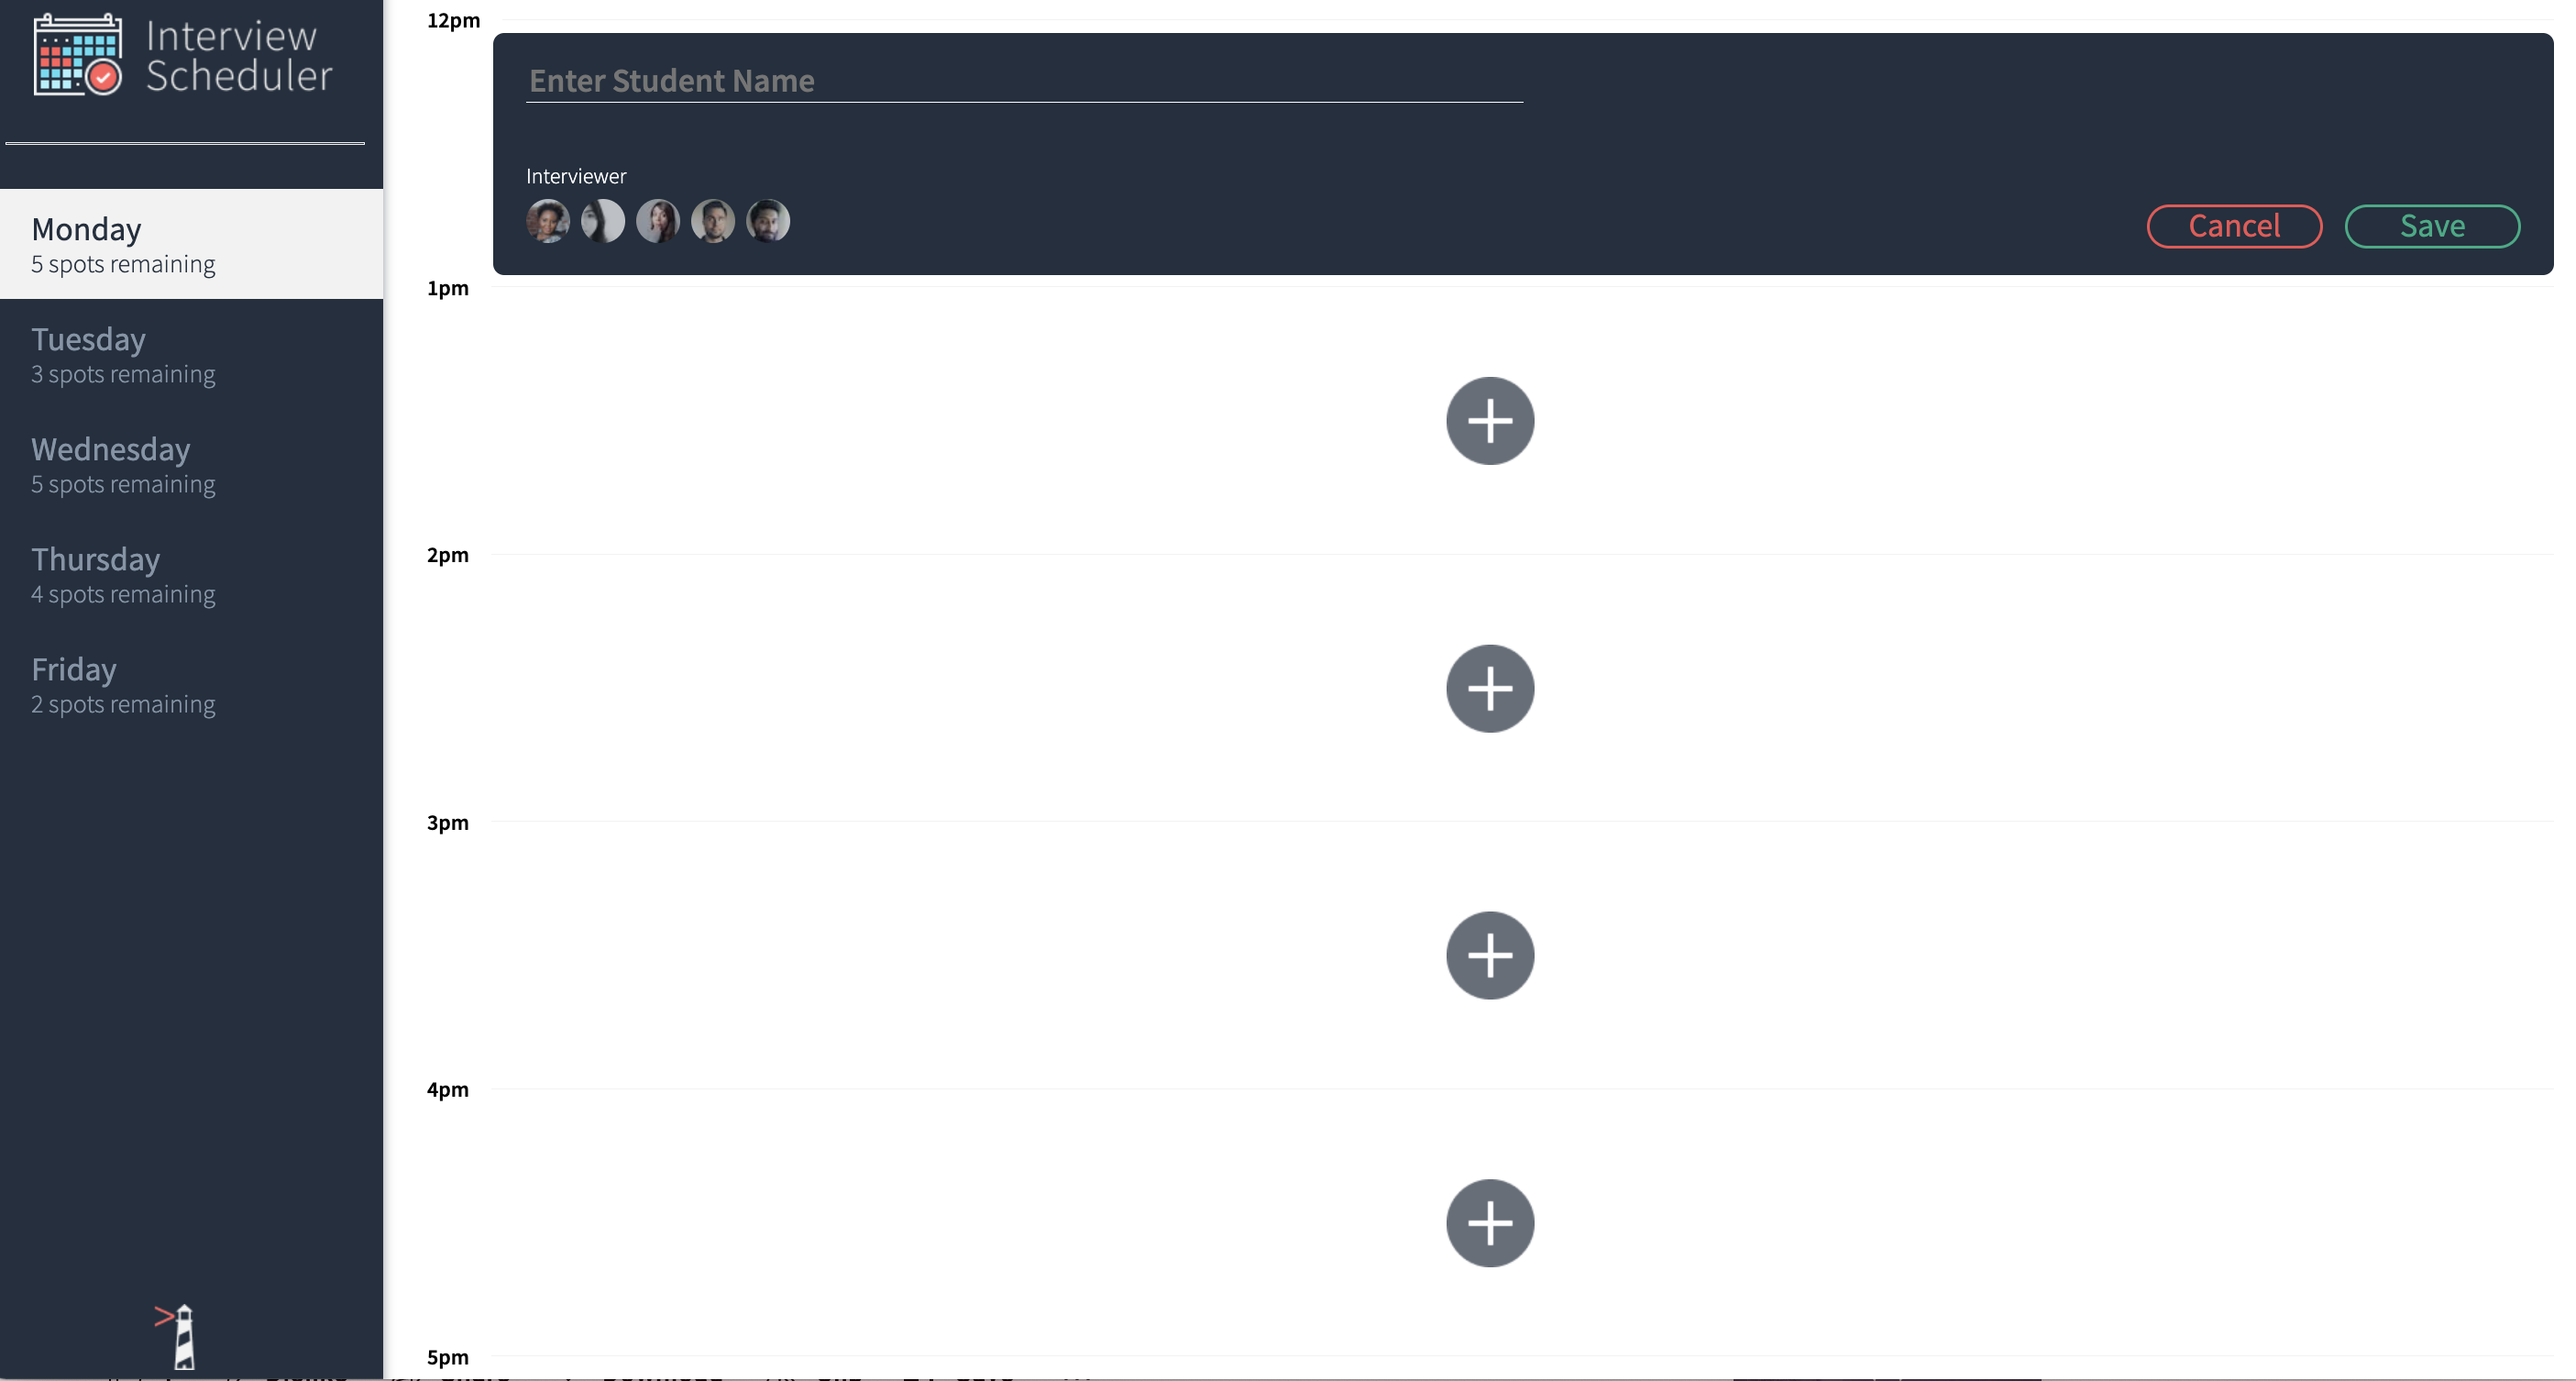 Interview
Scheduler
Monday
5 spots remaining
Tuesday
3 spots remaining
Wednesday
5 spots remaining
Thursday
4 spots remaining
Friday
2 spots remaining
12pm
Enter Student Name
Interviewer
Cancel
Save
1pm
2pm
3pm
4pm
5pm